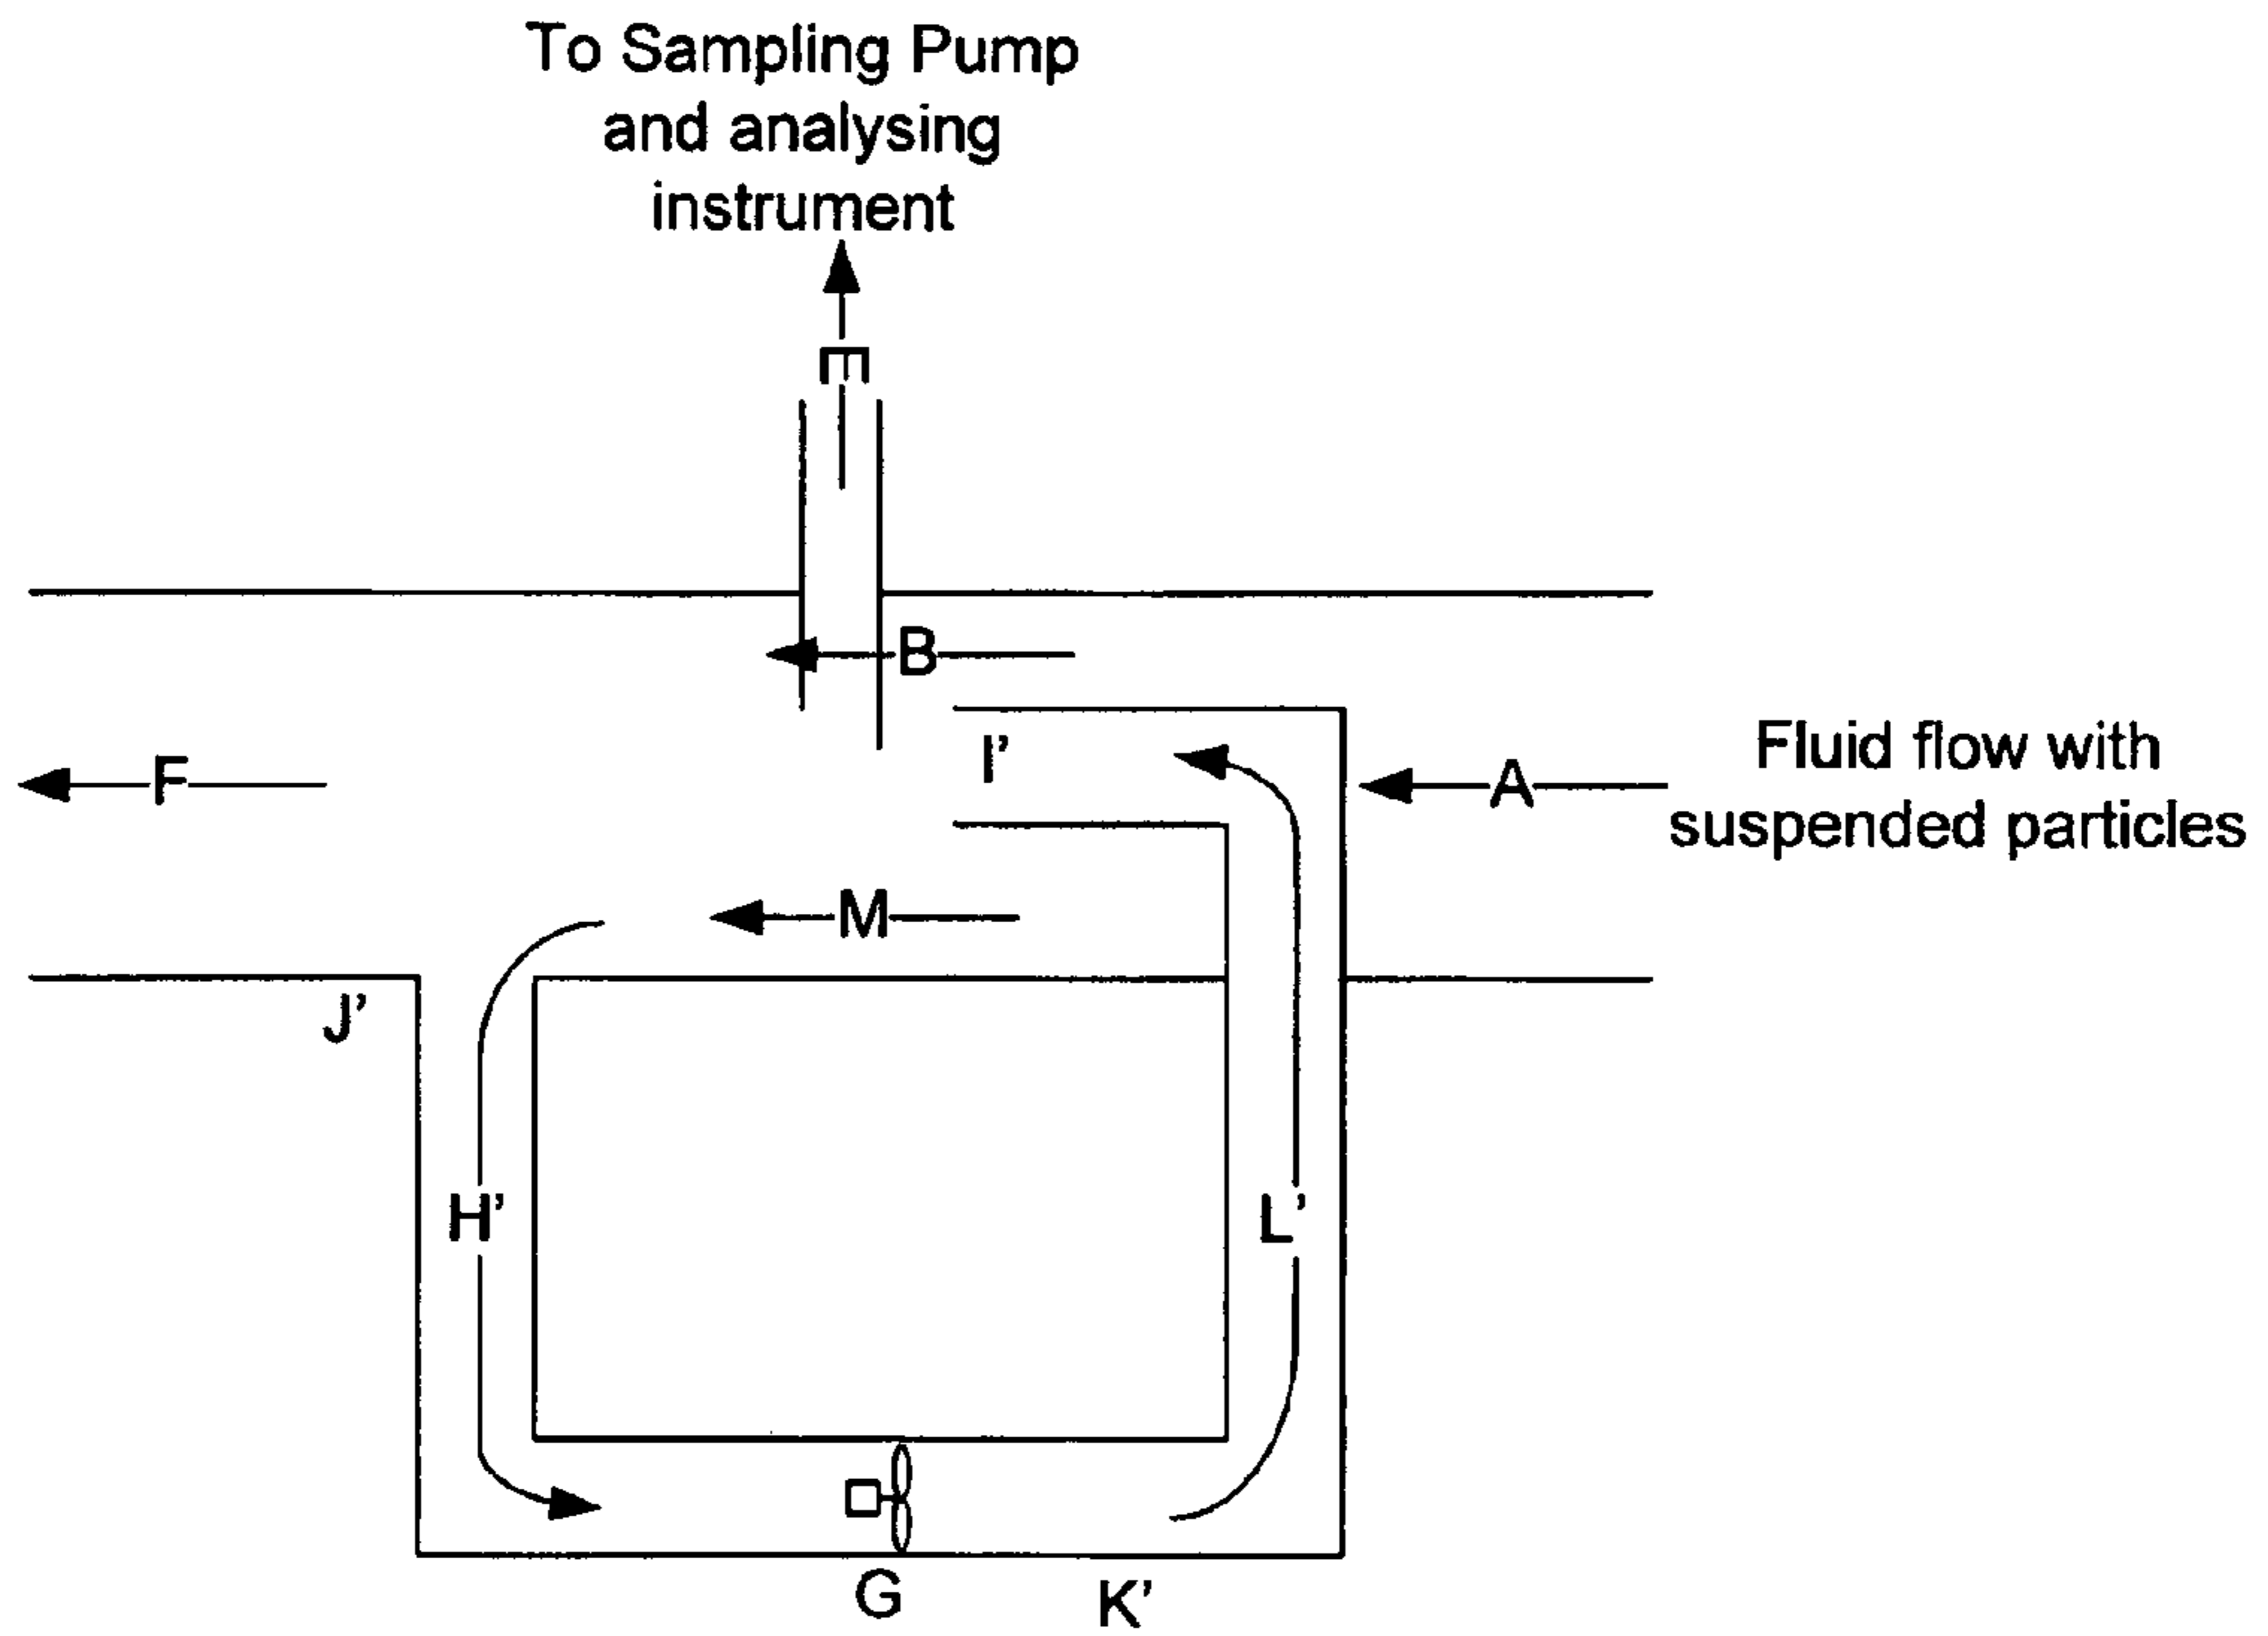 To Sampling Pump
and analysing
instrument
E
B
I’
F
A
Fluid flow with
suspended particles
M
J’
H’
L’
G
K’